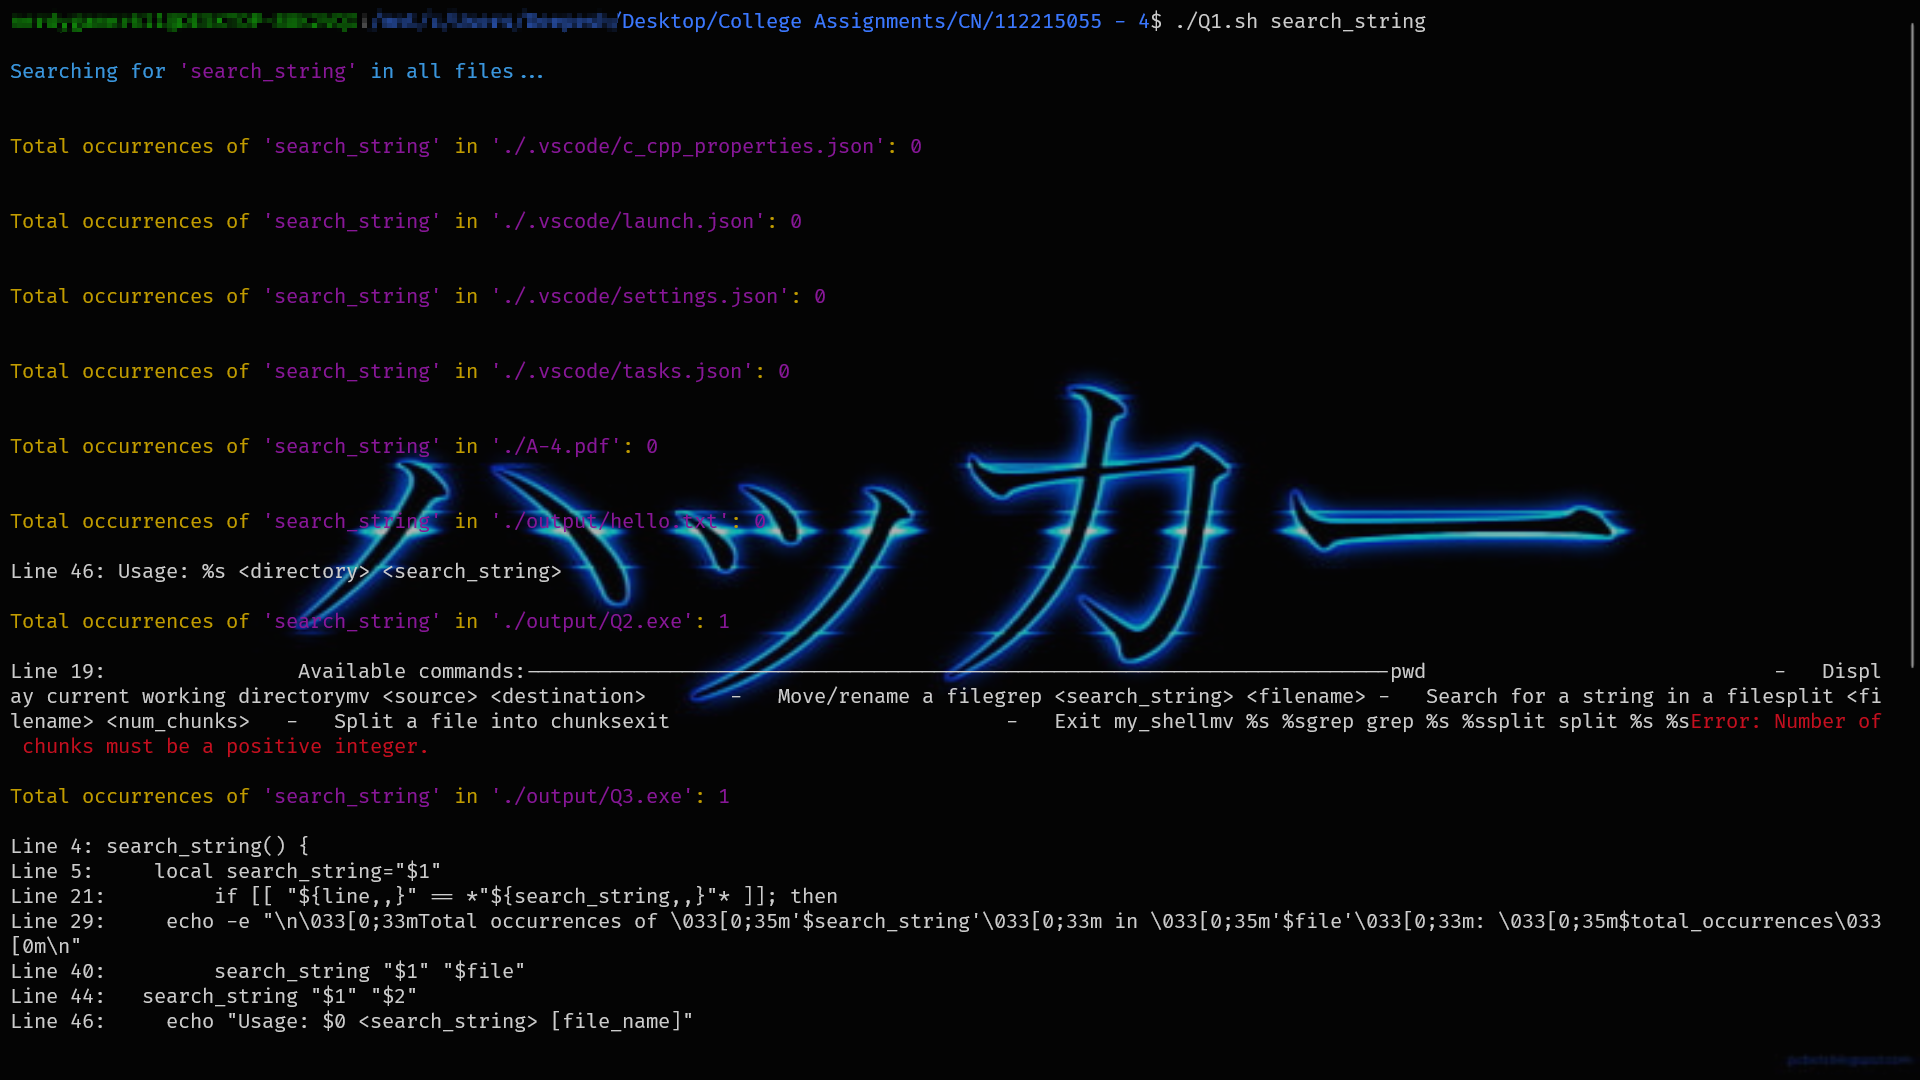 /Desktop/College Assignments/CN/112215055 - 4$ ./Q1.sh search_string
Searching for 'search_string' in all files...
Total occurrences of 'search_string' in './.vscode/c_cpp_properties.json': 0
Total occurrences of 'search_string' in './.vscode/launch.json': 0
Total occurrences of 'search_string' in './.vscode/settings.json': 0
Total occurrences of 'search_string' in './.vscode/tasks.json': 0
Total occurrences of 'search_string' in './A-4.pdf': 0
ハッカー
Total occurrences of 'search_string' in './output/hello.txt': 0
Line 46: Usage: %s <directory> <search_string>
Total occurrences of 'search_string' in './output/Q2.exe': 1
Line 19:                Available commands:────────────────────────────────────────────────────────────────────────pwd                             -   Displ
ay current working directorymv <source> <destination>       -   Move/rename a filegrep <search_string> <filename> -   Search for a string in a filesplit <fi
lename> <num_chunks>   -   Split a file into chunksexit                            -   Exit my_shellmv %s %sgrep grep %s %ssplit split %s %sError: Number of
 chunks must be a positive integer.
Total occurrences of 'search_string' in './output/Q3.exe': 1
Line 4: search_string() {
Line 5:     local search_string="$1"
Line 21:         if [[ "${line,,}" == *"${search_string,,}"* ]]; then
Line 29:     echo -e "\n\033[0;33mTotal occurrences of \033[0;35m'$search_string'\033[0;33m in \033[0;35m'$file'\033[0;33m: \033[0;35m$total_occurrences\033
[0m\n"
Line 40:         search_string "$1" "$file"
Line 44:   search_string "$1" "$2"
Line 46:     echo "Usage: $0 <search_string> [file_name]"